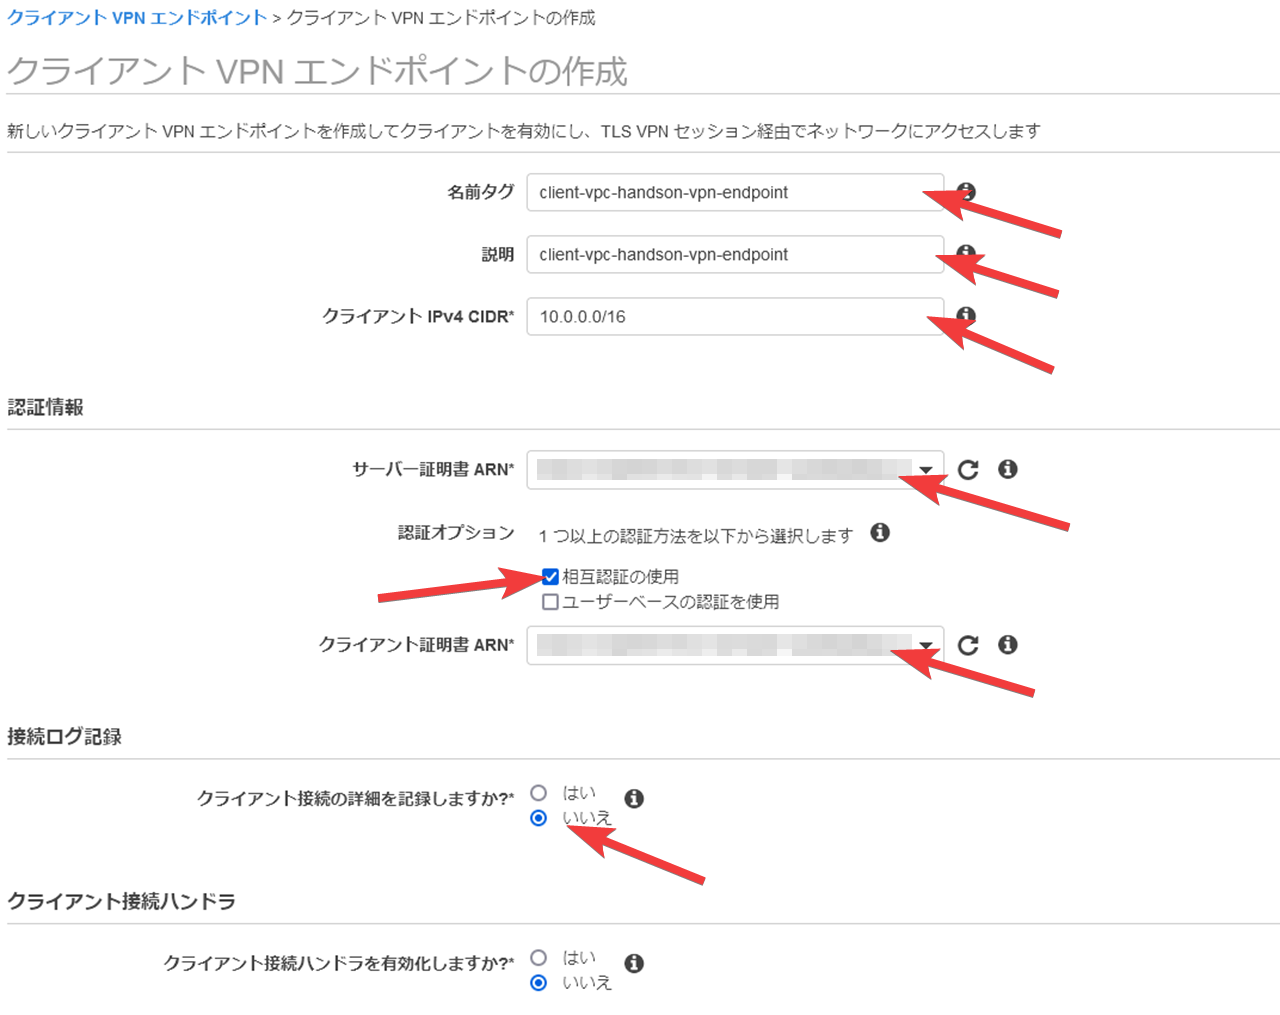 クライアント VPN エンドポイント > クライアント VPN エンドポイントの作成
クライアント VPN エンドポイントの作成
新しいクライアント VPN エンドポイントを作成してクライアントを有効にし、TLS VPN セッション経由でネットワークにアクセスします
名前タグ client-vpc-handson-vpn-endpoint
説明 client-vpc-handson-vpn-endpoint
クライアント IPv4 CIDR* 10.0.0.0/16
認証情報
サーバー証明書 ARN*
認証オプション 1 つ以上の認証方法を以下から選択します
相互認証の使用
ユーザーベースの認証を使用
クライアント証明書 ARN*
接続ログ記録
クライアント接続の詳細を記録しますか?* はい
いいえ
クライアント接続ハンドラ
クライアント接続ハンドラを有効化しますか?* はい
いいえ